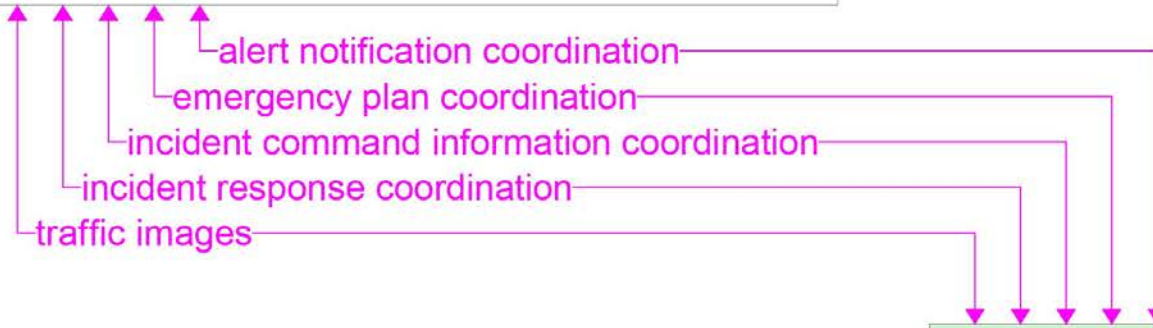 alert notification coordination
emergency plan coordination
incident command information coordination
incident response coordination
traffic images